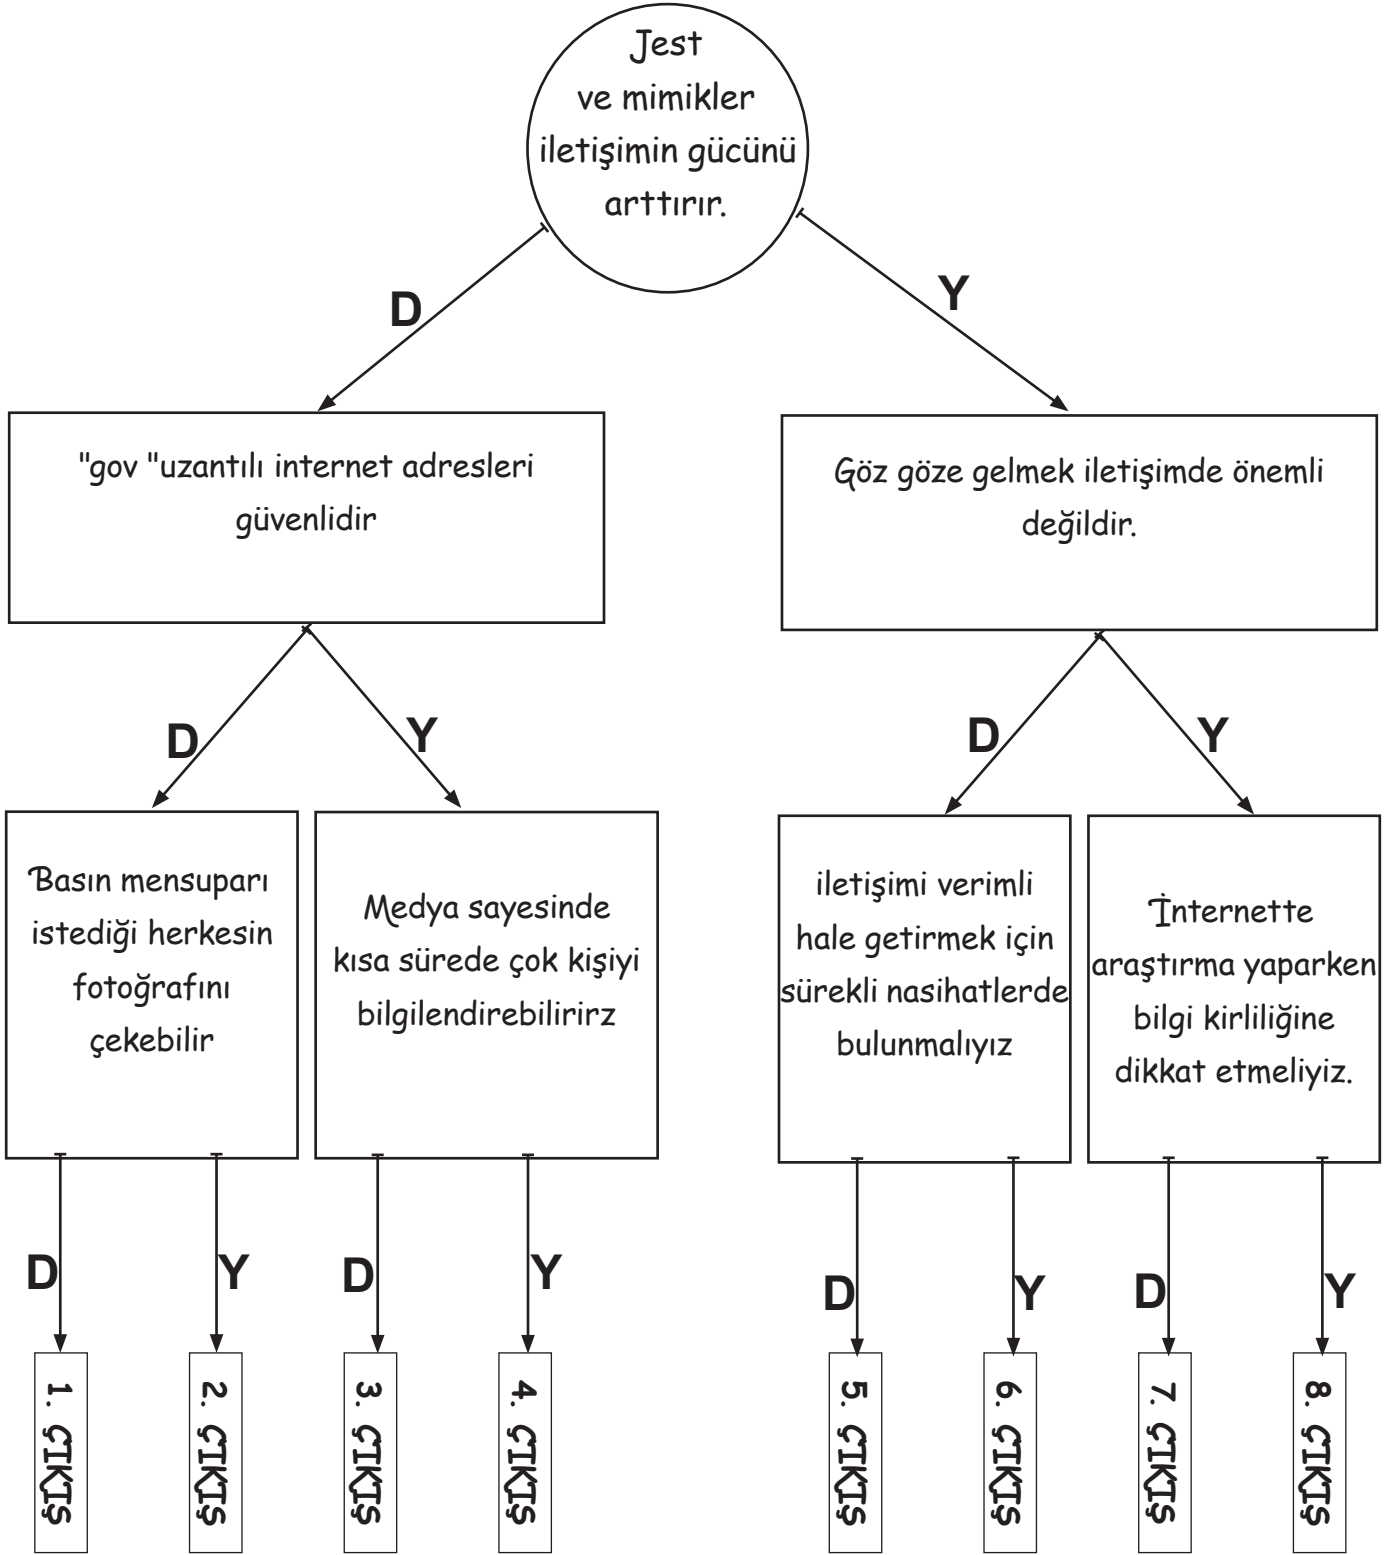 Jest
ve mimikler
iletişimin gücünü
arttırır.
D
Y
"gov "uzantılı internet adresleri
güvenlidir
Göz göze gelmek iletişimde önemli
değildir.
D
Y
D
Y
Basın mensuparı
istediği herkesin
fotoğrafını
çekebilir
Medya sayesinde
kısa sürede çok kişiyi
bilgilendirebilirirz
iletişimi verimli
hale getirmek için
sürekli nasihatlerde
bulunmalıyız
İnternette
araştırma yaparken
bilgi kirliliğine
dikkat etmeliyiz.
D
Y
D
Y
D
Y
D
Y
1. ÇIKIŞ
2. ÇIKIŞ
3. ÇIKIŞ
4. ÇIKIŞ
5. ÇIKIŞ
6. ÇIKIŞ
7. ÇIKIŞ
8. ÇIKIŞ